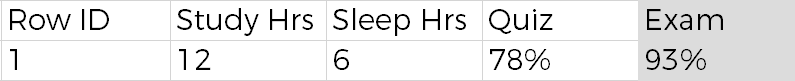 Row ID Study Hrs Sleep Hrs Quiz Exam
1 12 6 78% 93%